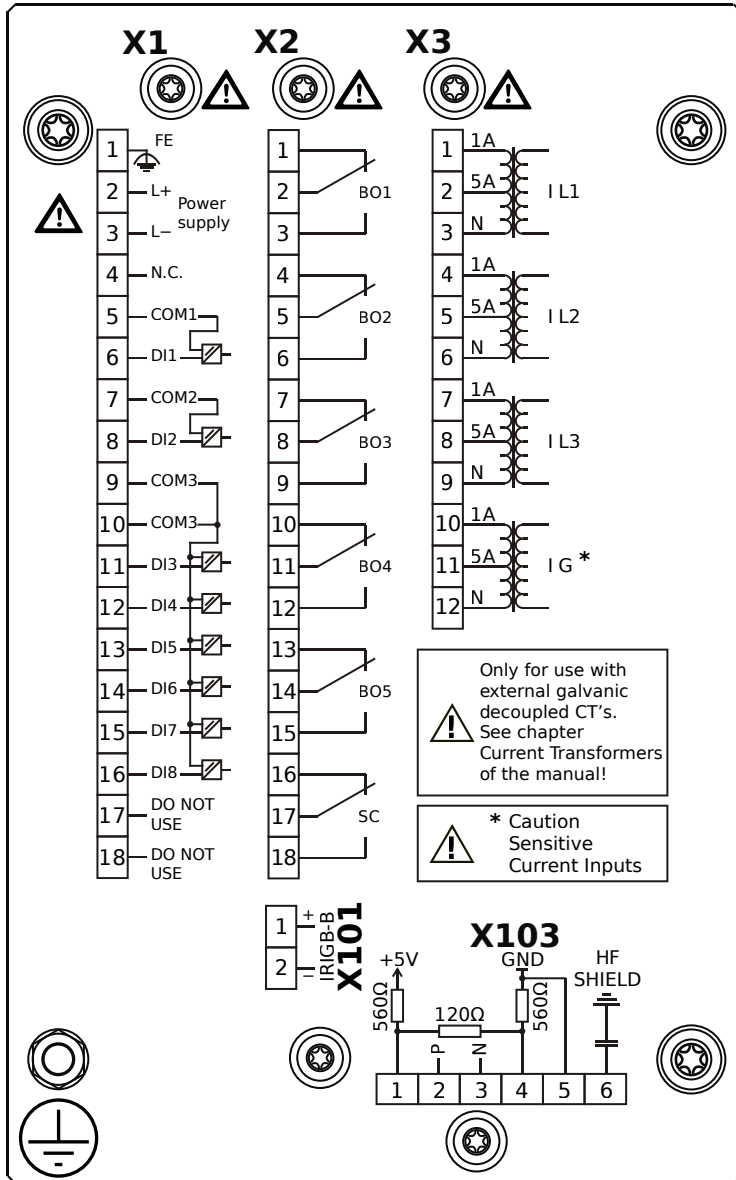 X1
X2
X3
1 FE
2 L+
Power
supply
3 L−
4 N.C.
5 COM1
6 DI1
7 COM2
8 DI2
9 COM3
10 COM3
11 DI3
12 DI4
13 DI5
14 DI6
15 DI7
16 DI8
17 DO NOT
USE
18 DO NOT
USE
1
2 BO1
3
4
5 BO2
6
7
8 BO3
9
10
11 BO4
12
13
14 BO5
15
16
17 SC
18
1 1A
2 5A I L1
3 N
4 1A
5 5A I L2
6 N
7 1A
8 5A I L3
9 N
10 1A
11 5A I G *
12 N
Only for use with
external galvanic
decoupled CT's.
See chapter
Current Transformers
of the manual!
* Caution
Sensitive
Current Inputs
1 +
2 −
IRIGB-B
X101
X103
+5V
GND
HF
SHIELD
560Ω
120Ω
560Ω
P
N
1 2 3 4 5 6